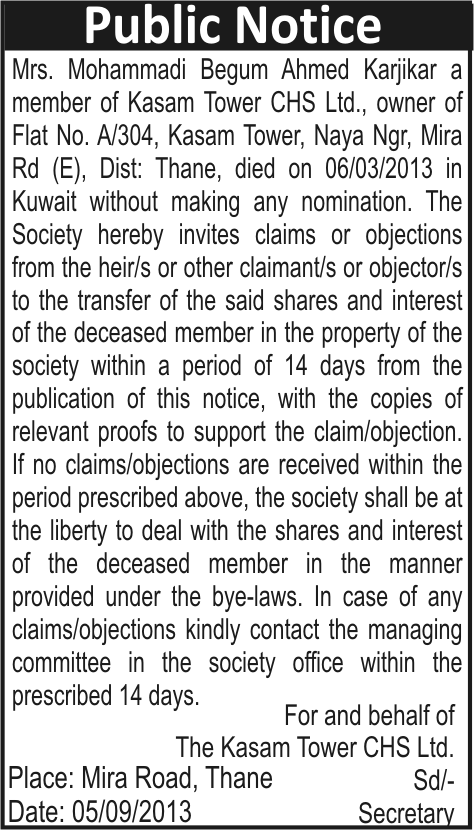 Public Notice
Mrs. Mohammadi Begum Ahmed Karjikar a
member of Kasam Tower CHS Ltd., owner of
Flat No. A/304, Kasam Tower, Naya Ngr, Mira
Rd (E), Dist: Thane, died on 06/03/2013 in
Kuwait without making any nomination. The
Society hereby invites claims or objections
from the heir/s or other claimant/s or objector/s
to the transfer of the said shares and interest
of the deceased member in the property of the
society within a period of 14 days from the
publication of this notice, with the copies of
relevant proofs to support the claim/objection.
If no claims/objections are received within the
period prescribed above, the society shall be at
the liberty to deal with the shares and interest
of the deceased member in the manner
provided under the bye-laws. In case of any
claims/objections kindly contact the managing
committee in the society office within the
prescribed 14 days.
For and behalf of
The Kasam Tower CHS Ltd.
Place: Mira Road, Thane Sd/-
Date: 05/09/2013 Secretary